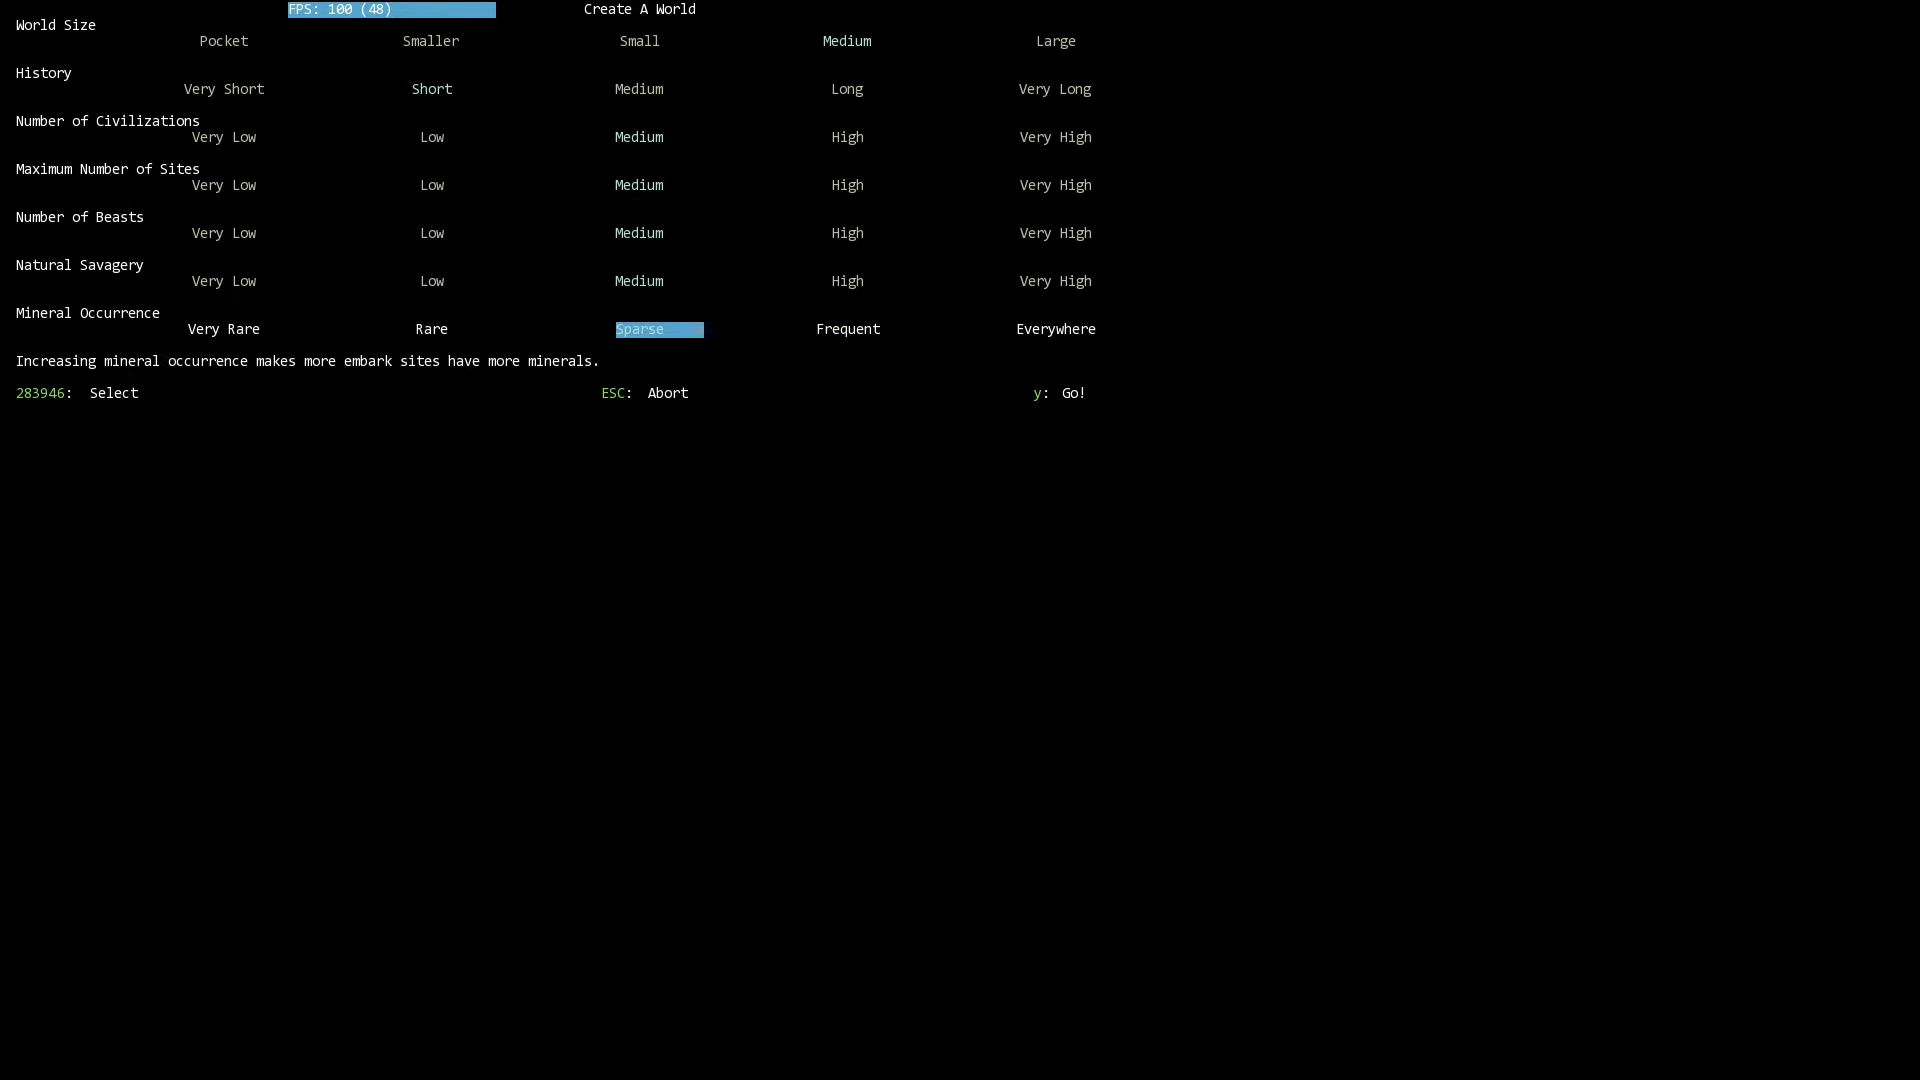 FPS: 100 (48) Create A World
World Size
Pocket Smaller Small Medium Large
History
Very Short Short Medium Long Very Long
Number of Civilizations
Very Low Low Medium High Very High
Maximum Number of Sites
Very Low Low Medium High Very High
Number of Beasts
Very Low Low Medium High Very High
Natural Savagery
Very Low Low Medium High Very High
Mineral Occurrence
Very Rare Rare Sparse Frequent Everywhere
Increasing mineral occurrence makes more embark sites have more minerals.
283946: Select ESC: Abort y: Go!